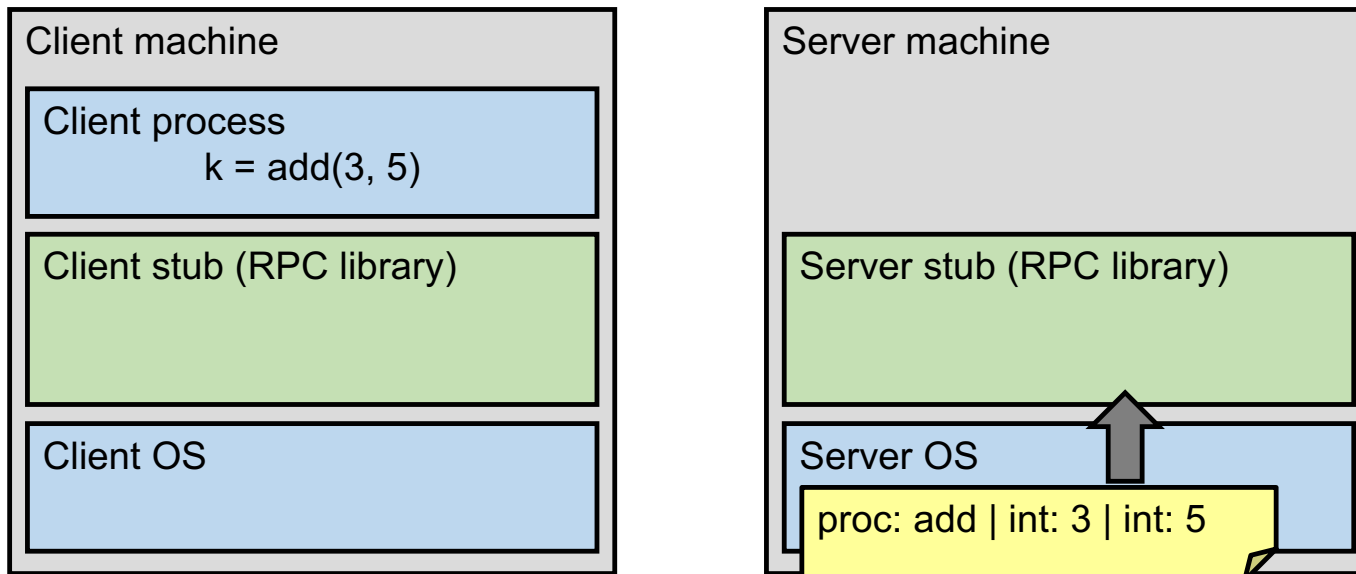 Client machine
Client process
k = add(3, 5)
Client stub (RPC library)
Client OS
Server machine
Server stub (RPC library)
Server OS
proc: add | int: 3 | int: 5